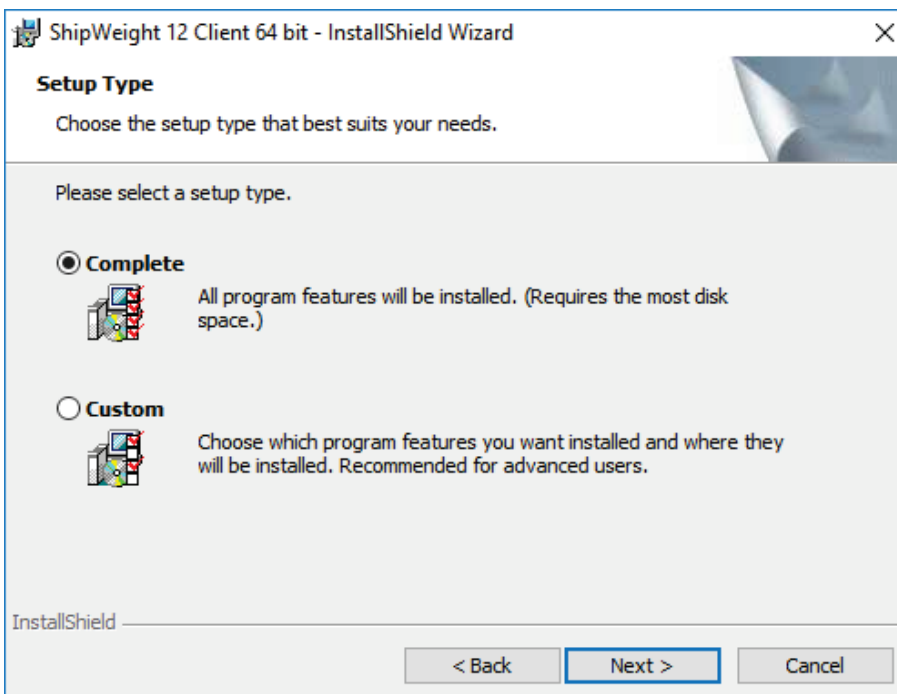 ShipWeight 12 Client 64 bit - InstallShield Wizard
Setup Type
Choose the setup type that best suits your needs.
Please select a setup type.
Complete
All program features will be installed. (Requires the most disk
space.)
Custom
Choose which program features you want installed and where they
will be installed. Recommended for advanced users.
InstallShield
< Back
Next >
Cancel